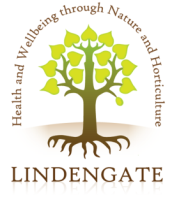 Health and Wellbeing through Nature and Horticulture
LINDENGATE